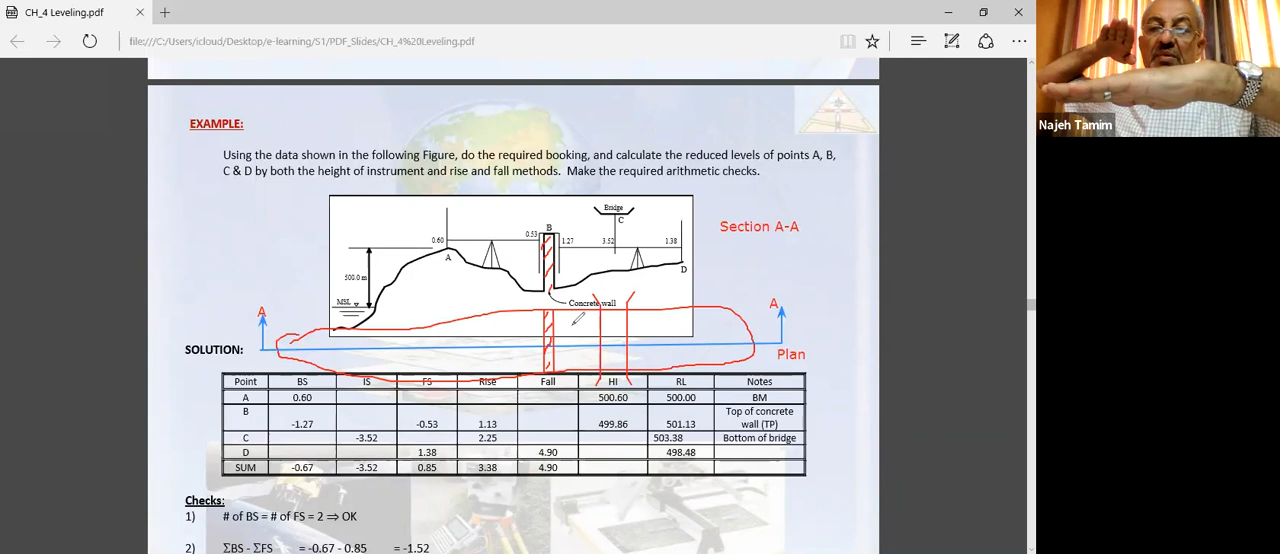 CH_4 Leveling.pdf
file:///C:/Users/icloud/Desktop/e-learning/S1/PDF_Slides/CH_4%20Leveling.pdf
Najeh Tamim
EXAMPLE:
Using the data shown in the following Figure, do the required booking, and calculate the reduced levels of points A, B,
C & D by both the height of instrument and rise and fall methods. Make the required arithmetic checks.
Bridge
C
Section A-A
B
0.60
0.53
1.27
3.52
1.38
A
D
500.0 m
MSL
Concrete wall
A
A
SOLUTION:
Plan
Point BS IS FS Rise Fall HI RL Notes
A 0.60 500.60 500.00 BM
B Top of concrete
-1.27 -0.53 1.13 499.86 501.13 wall (TP)
C -3.52 2.25 503.38 Bottom of bridge
D 1.38 4.90 498.48
SUM -0.67 -3.52 0.85 3.38 4.90
Checks:
1) # of BS = # of FS = 2 ⇒ OK
2) ΣBS - ΣFS = -0.67 - 0.85 = -1.52